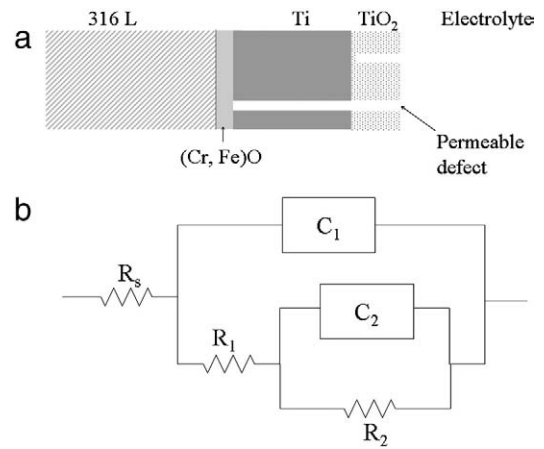 a
316 L Ti TiO₂ Electrolyte
(Cr, Fe)O
Permeable
defect
b
C₁
Rₛ
C₂
R₁
R₂